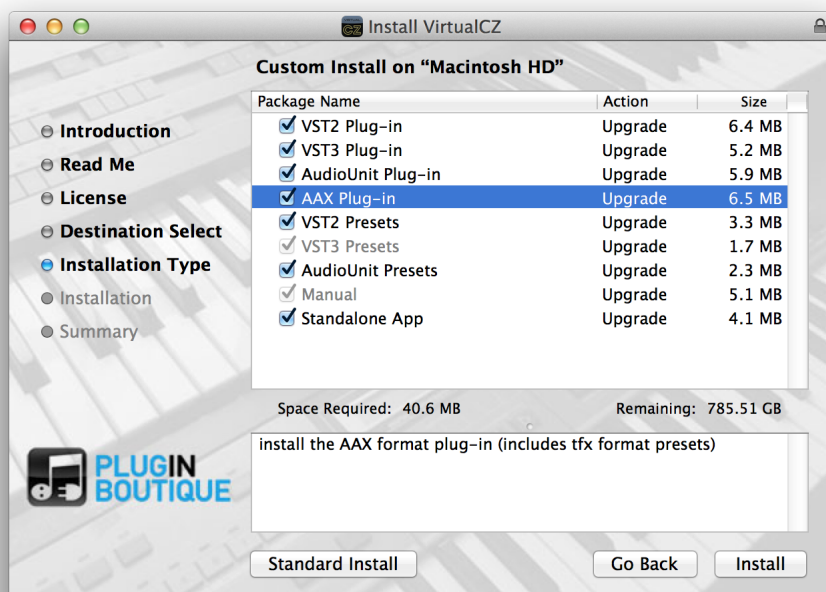 CZ Install VirtualCZ
Custom Install on “Macintosh HD”
Package Name Action Size
VST2 Plug-in Upgrade 6.4 MB
VST3 Plug-in Upgrade 5.2 MB
AudioUnit Plug-in Upgrade 5.9 MB
AAX Plug-in Upgrade 6.5 MB
VST2 Presets Upgrade 3.3 MB
VST3 Presets Upgrade 1.7 MB
AudioUnit Presets Upgrade 2.3 MB
Manual Upgrade 5.1 MB
Standalone App Upgrade 4.1 MB
Introduction
Read Me
License
Destination Select
Installation Type
Installation
Summary
Space Required: 40.6 MB Remaining: 785.51 GB
install the AAX format plug-in (includes tfx format presets)
PLUGIN
BOUTIQUE
Standard Install Go Back Install